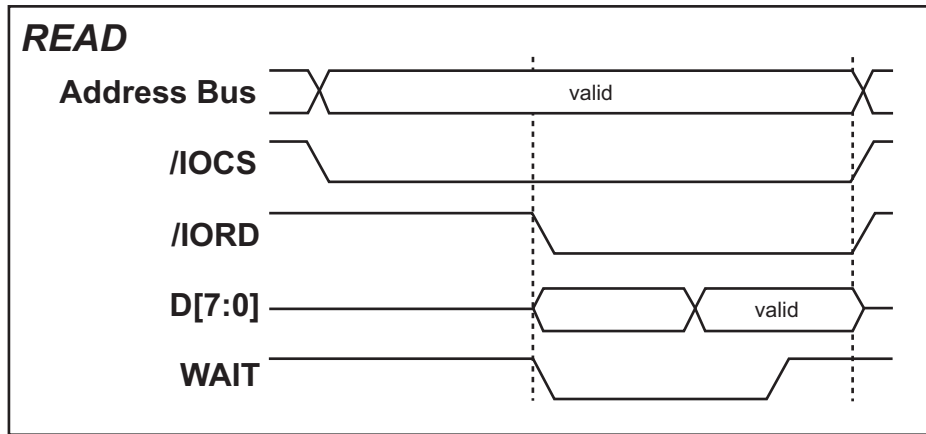 READ
Address Bus
valid
/IOCS
/IORD
D[7:0]
valid
WAIT